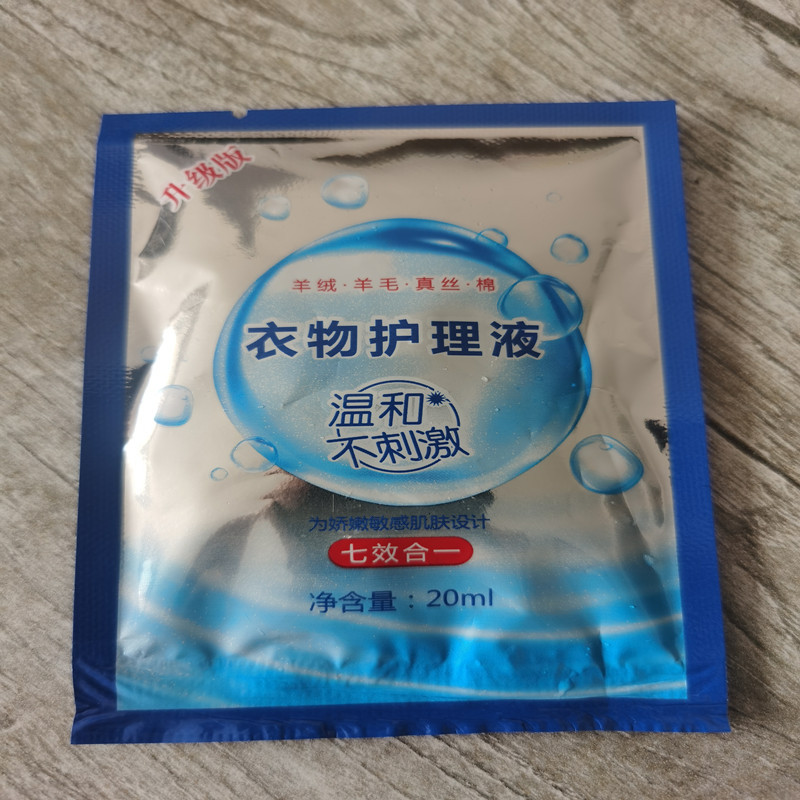 升级版
羊绒·羊毛·真丝·棉
衣物护理液
温和
不刺激
为娇嫩敏感肌肤设计
七效合一
净含量：20ml